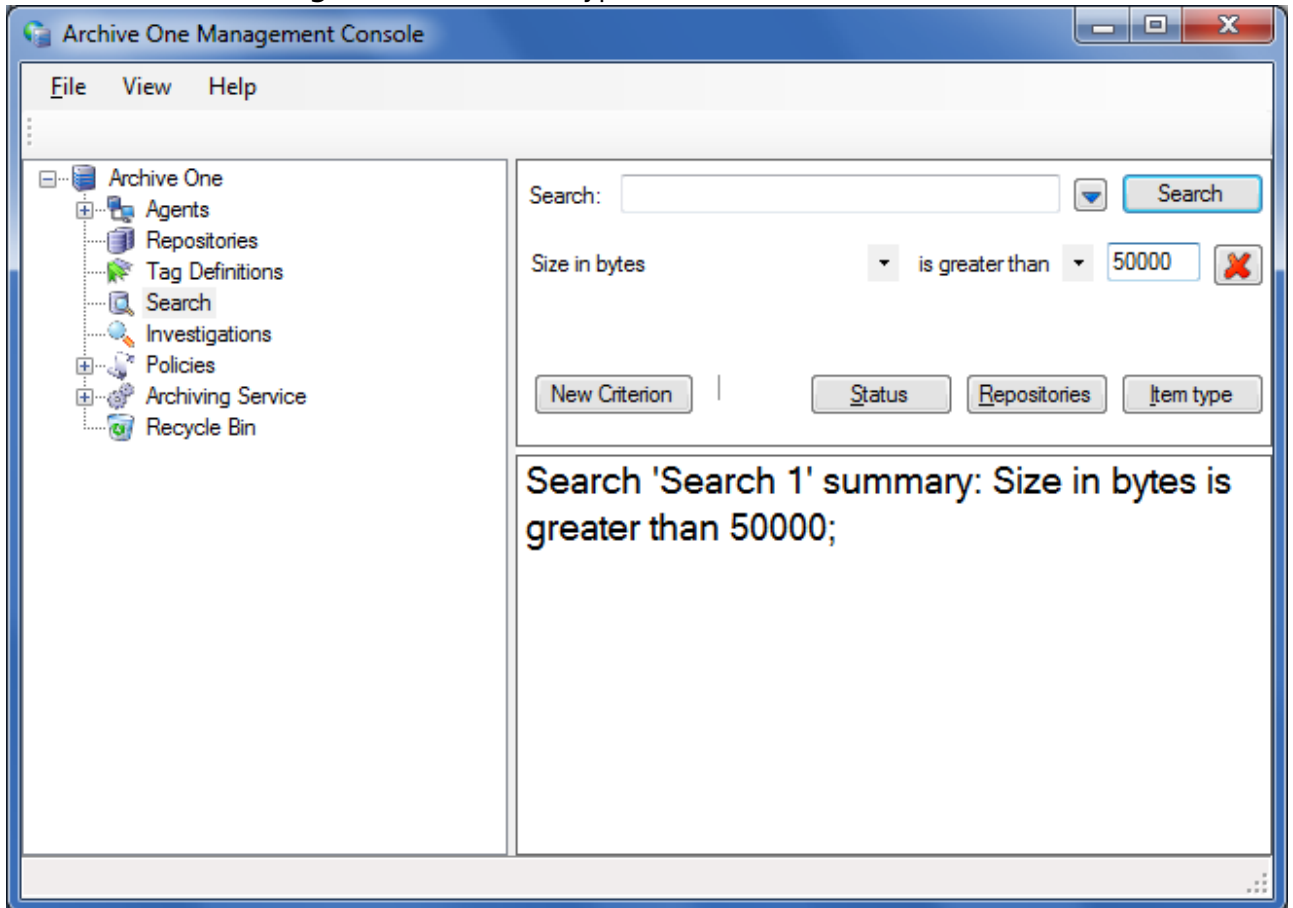 Archive One Management Console
File View Help
Archive One
Agents
Repositories
Tag Definitions
Search
Investigations
Policies
Archiving Service
Recycle Bin
Search: Search
Size in bytes is greater than 50000
New Criterion Status Repositories Item type
Search 'Search 1' summary: Size in bytes is
greater than 50000;